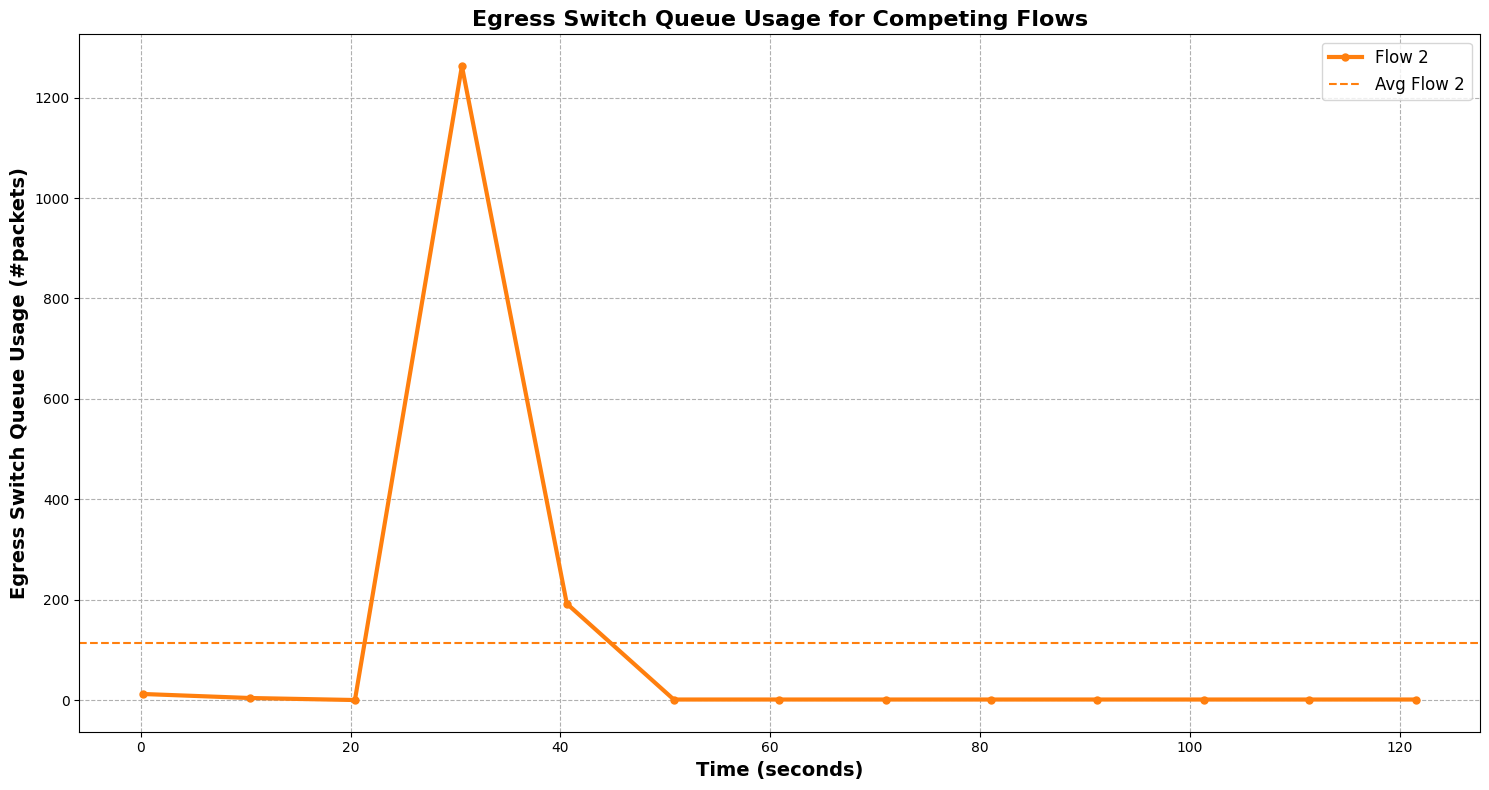 Egress Switch Queue Usage for Competing Flows
Flow 2
Avg Flow 2
Egress Switch Queue Usage (#packets)
1200
1000
800
600
400
200
0
0 20 40 60 80 100 120
Time (seconds)